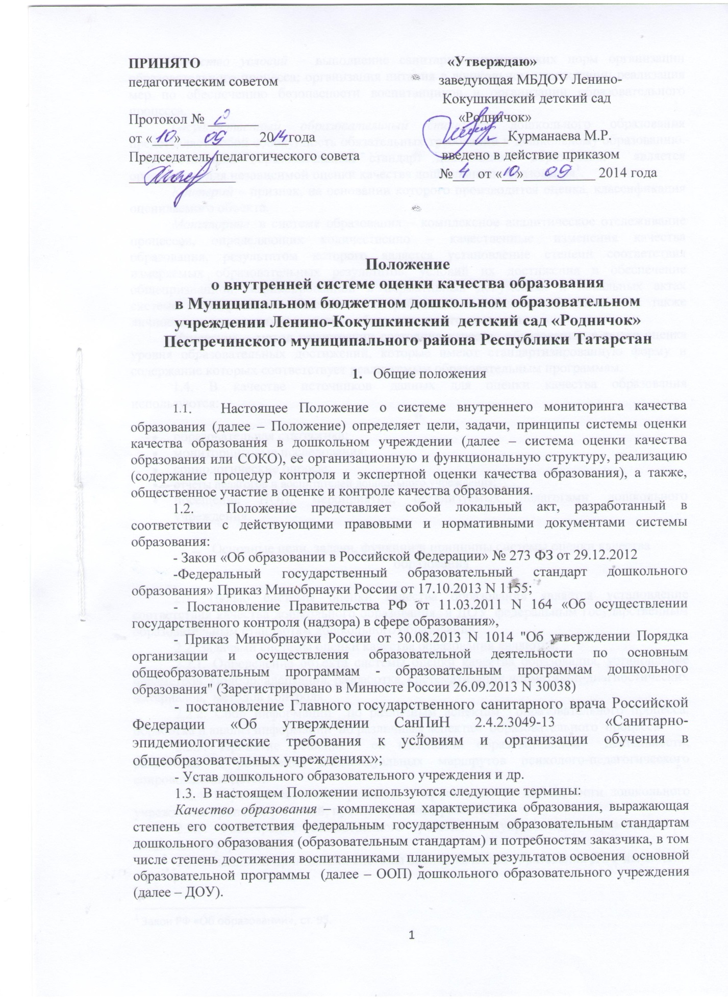 ПРИНЯТО
педагогическим советом
Протокол № 2
от «10» 09 2014года
Председатель педагогического совета
«Утверждаю»
заведующая МБДОУ Ленино-
Кокушкинский детский сад
«Родничок»
Курманаева М.Р.
введено в действие приказом
№ 4 от «10» 09 2014 года
Положение
о внутренней системе оценки качества образования
в Муниципальном бюджетном дошкольном образовательном
учреждении Ленино-Кокушкинский детский сад «Родничок»
Пестречинского муниципального района Республики Татарстан
1. Общие положения
1.1. Настоящее Положение о системе внутреннего мониторинга качества
образования (далее – Положение) определяет цели, задачи, принципы системы оценки
качества образования в дошкольном учреждении (далее – система оценки качества
образования или СОКО), ее организационную и функциональную структуру, реализацию
(содержание процедур контроля и экспертной оценки качества образования), а также,
общественное участие в оценке и контроле качества образования.
1.2. Положение представляет собой локальный акт, разработанный в
соответствии с действующими правовыми и нормативными документами системы
образования:
- Закон «Об образовании в Российской Федерации» № 273 ФЗ от 29.12.2012
-Федеральный государственный образовательный стандарт дошкольного
образования» Приказ Минобрнауки России от 17.10.2013 N 1155;
- Постановление Правительства РФ от 11.03.2011 N 164 «Об осуществлении
государственного контроля (надзора) в сфере образования»,
- Приказ Минобрнауки России от 30.08.2013 N 1014 "Об утверждении Порядка
организации и осуществления образовательной деятельности по основным
общеобразовательным программам - образовательным программам дошкольного
образования" (Зарегистрировано в Минюсте России 26.09.2013 N 30038)
- постановление Главного государственного санитарного врача Российской
Федерации «Об утверждении СанПиН 2.4.2.3049-13 «Санитарно-
эпидемиологические требования к условиям и организации обучения в
общеобразовательных учреждениях»;
- Устав дошкольного образовательного учреждения и др.
1.3. В настоящем Положении используются следующие термины:
Качество образования – комплексная характеристика образования, выражающая
степень его соответствия федеральным государственным образовательным стандартам
дошкольного образования (образовательным стандартам) и потребностям заказчика, в том
числе степень достижения воспитанниками планируемых результатов освоения основной
образовательной программы (далее – ООП) дошкольного образовательного учреждения
(далее – ДОУ).
1